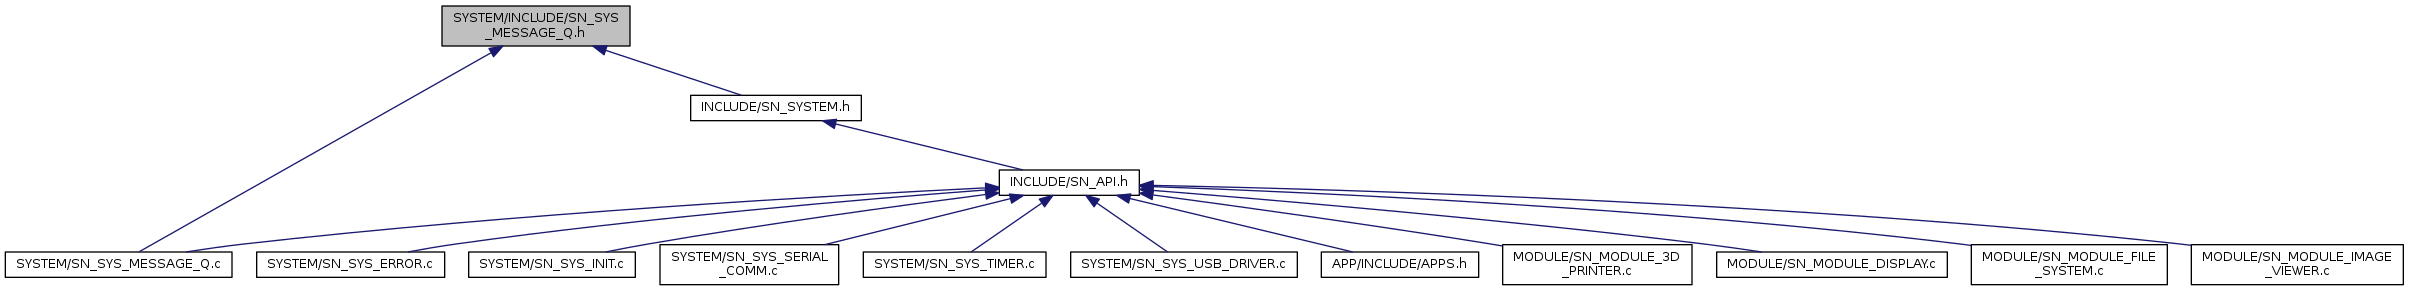 SYSTEM/INCLUDE/SN_SYS
_MESSAGE_Q.h
INCLUDE/SN_SYSTEM.h
INCLUDE/SN_API.h
SYSTEM/SN_SYS_MESSAGE_Q.c
SYSTEM/SN_SYS_ERROR.c
SYSTEM/SN_SYS_INIT.c
SYSTEM/SN_SYS_SERIAL
_COMM.c
SYSTEM/SN_SYS_TIMER.c
SYSTEM/SN_SYS_USB_DRIVER.c
APP/INCLUDE/APPS.h
MODULE/SN_MODULE_3D
_PRINTER.c
MODULE/SN_MODULE_DISPLAY.c
MODULE/SN_MODULE_FILE
_SYSTEM.c
MODULE/SN_MODULE_IMAGE
_VIEWER.c